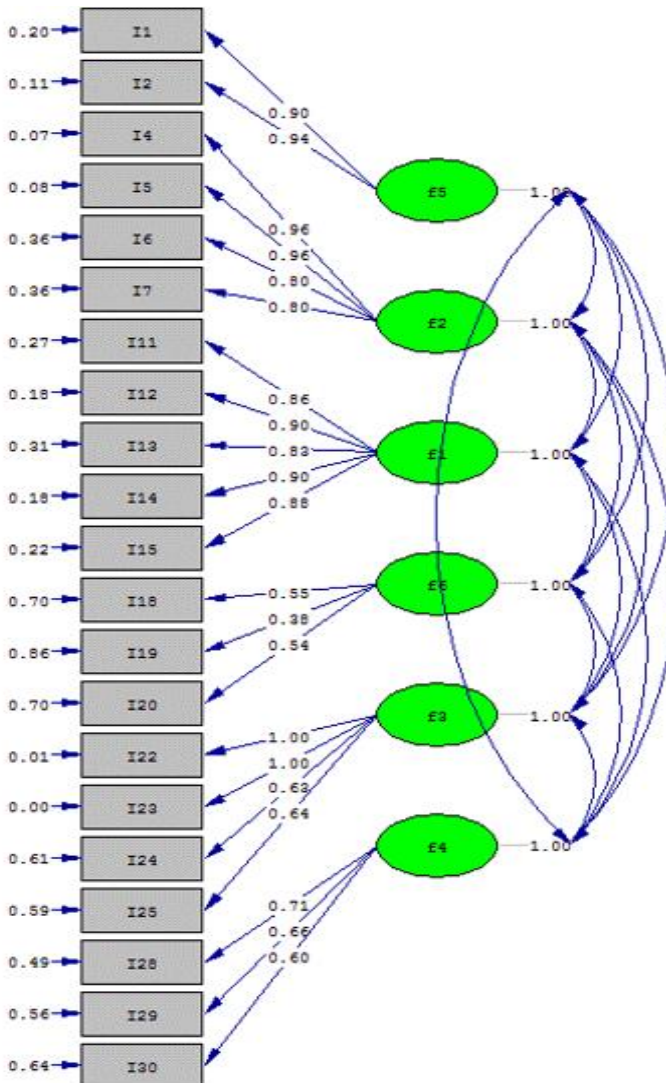 0.20 I1
0.11 I2
0.07 I4
0.08 I5
0.36 I6
0.36 I7
0.27 I11
0.18 I12
0.31 I13
0.18 I14
0.22 I15
0.70 I18
0.86 I19
0.70 I20
0.01 I22
0.00 I23
0.61 I24
0.59 I25
0.49 I28
0.56 I29
0.64 I30
0.90
0.94
0.96
0.96
0.80
0.80
0.86
0.90
0.83
0.90
0.88
0.55
0.38
0.54
1.00
1.00
0.63
0.64
0.71
0.66
0.60
f5 1.00
f2 1.00
f1 1.00
f6 1.00
f3 1.00
f4 1.00